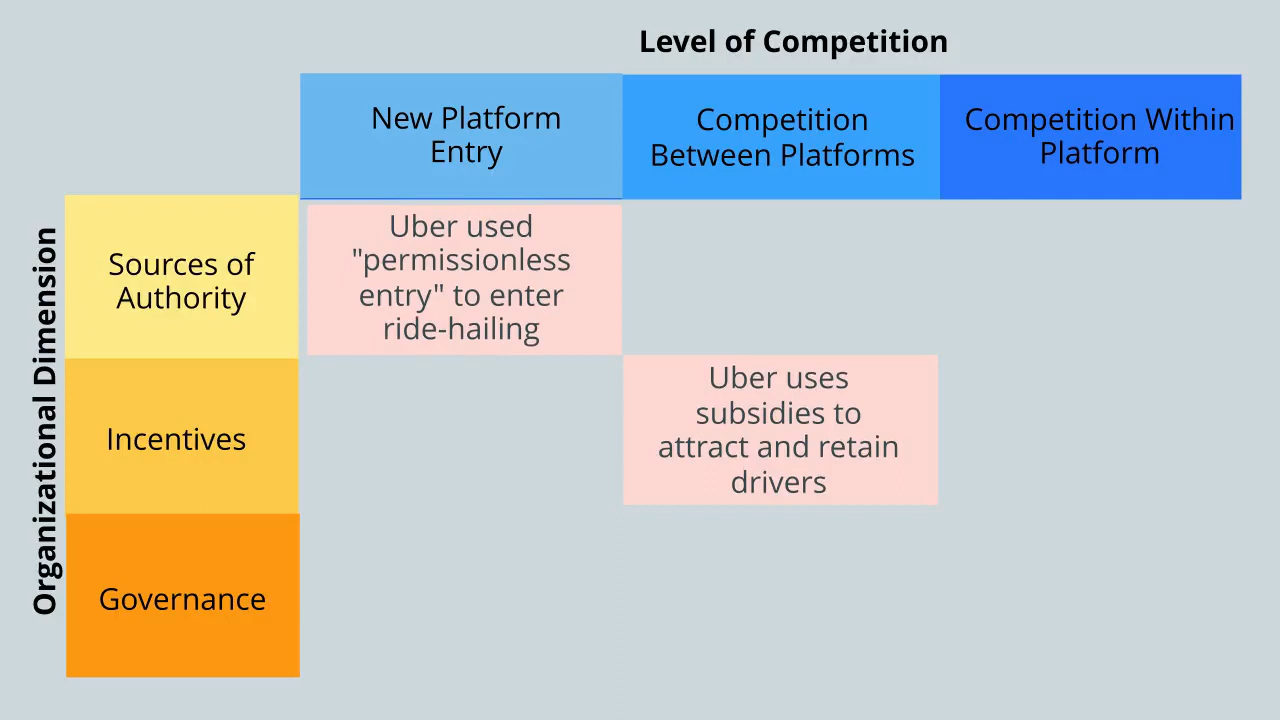 Level of Competition
New Platform
Entry
Competition
Between Platforms
Competition Within
Platform
Organizational Dimension
Sources of
Authority
Uber used
"permissionless
entry" to enter
ride-hailing
Incentives
Uber uses
subsidies to
attract and retain
drivers
Governance